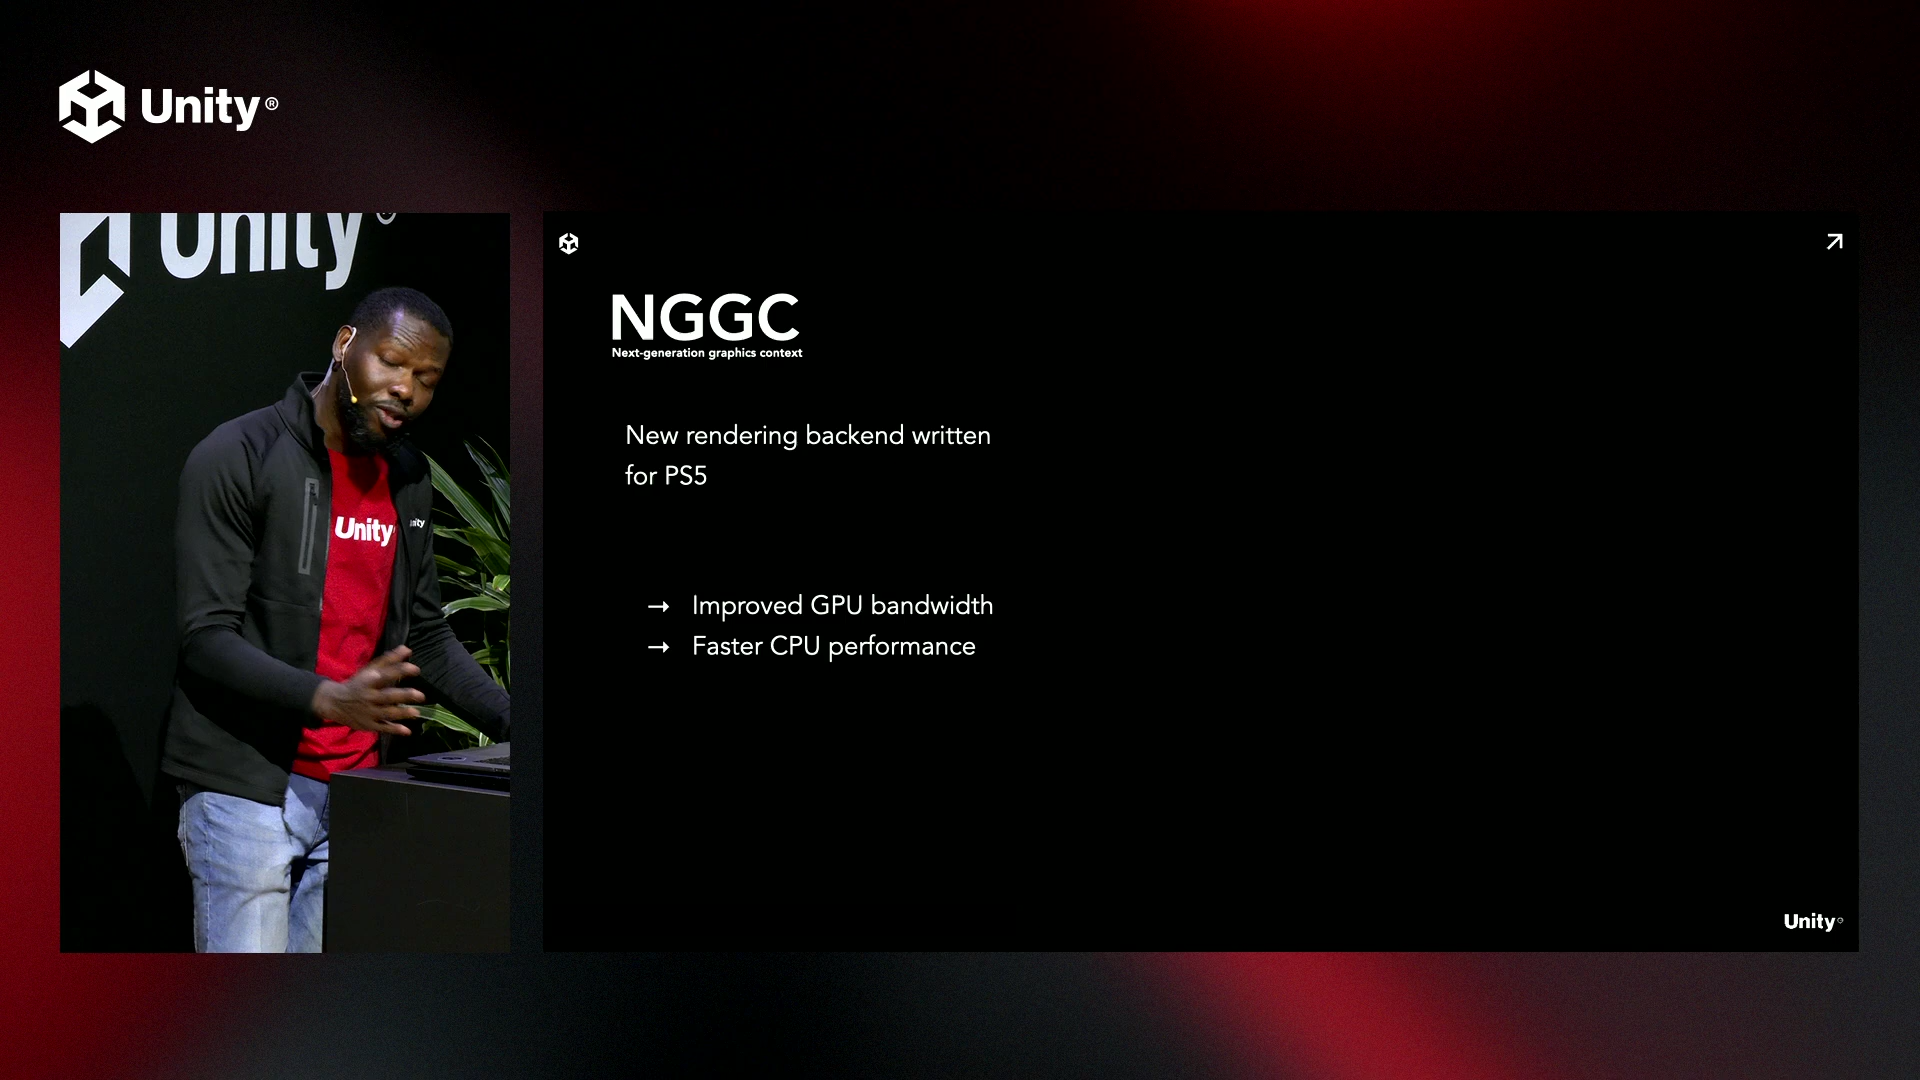 Unity®
Unity
NGGC
Next-generation graphics context
New rendering backend written
for PS5
→ Improved GPU bandwidth
→ Faster CPU performance
Unity
Unity
Unity